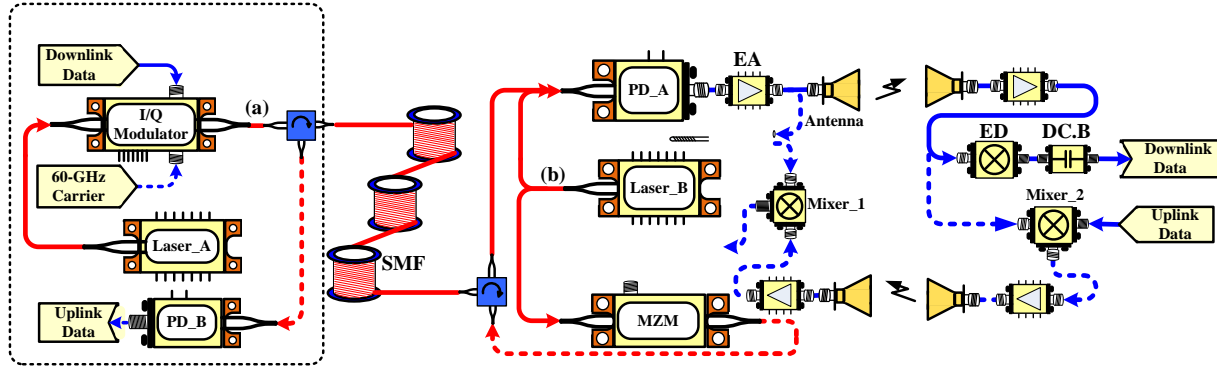 Downlink
Data
I/Q
Modulator
(a)
60-GHz
Carrier
Laser_A
Uplink
Data
PD_B
SMF
PD_A
EA
Antenna
(b)
Laser_B
Mixer_1
MZM
ED
DC.B
Downlink
Data
Mixer_2
Uplink
Data